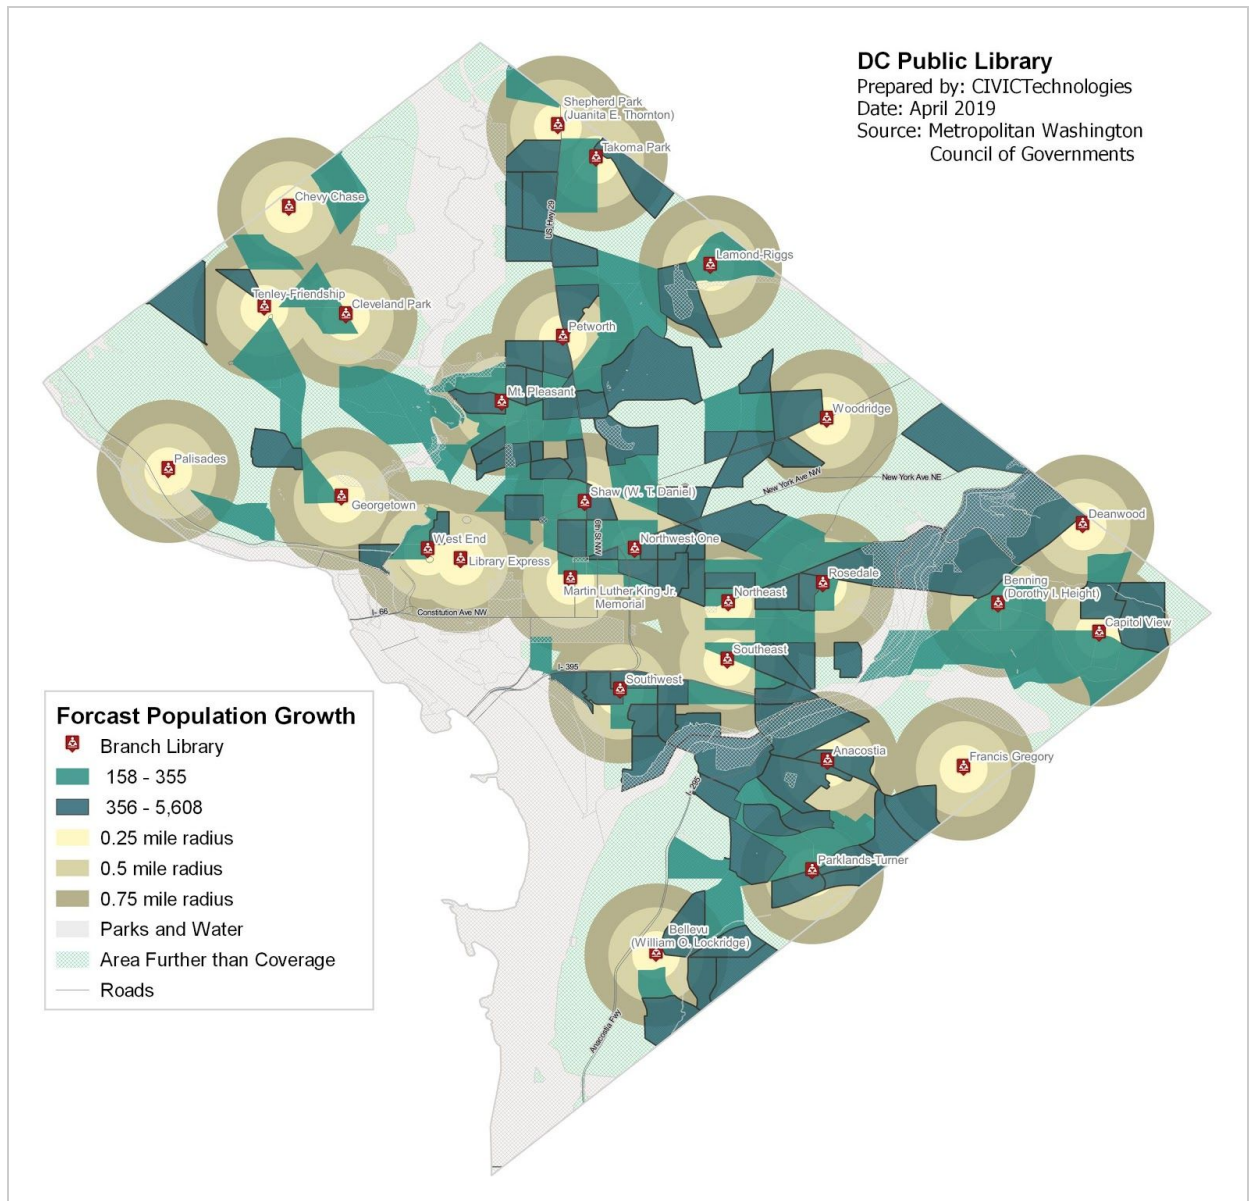 DC Public Library
Prepared by: CIVICTechnologies
Date: April 2019
Source: Metropolitan Washington
Council of Governments
Shepherd Park
(Juanita E. Thornton)
Takoma Park
US Hwy 29
Chevy Chase
Lamond-Riggs
Tenley-Friendship
Cleveland Park
Petworth
Mt. Pleasant
Woodridge
Palisades
New York Ave NW
New York Ave NE
Georgetown
Shaw (W. T. Daniel)
6th St NW
Deanwood
West End
Northwest One
Library Express
Rosedale
Benning
(Dorothy I. Height)
Martin Luther King Jr.
Memorial
Northeast
I- 66
Constitution Ave NW
Capitol View
Southeast
I- 395
Southwest
Anacostia
Francis Gregory
I- 295
Parklands-Turner
Bellevu
(William O. Lockridge)
Anacostia Fwy
Forcast Population Growth
Branch Library
158 - 355
356 - 5,608
0.25 mile radius
0.5 mile radius
0.75 mile radius
Parks and Water
Area Further than Coverage
Roads